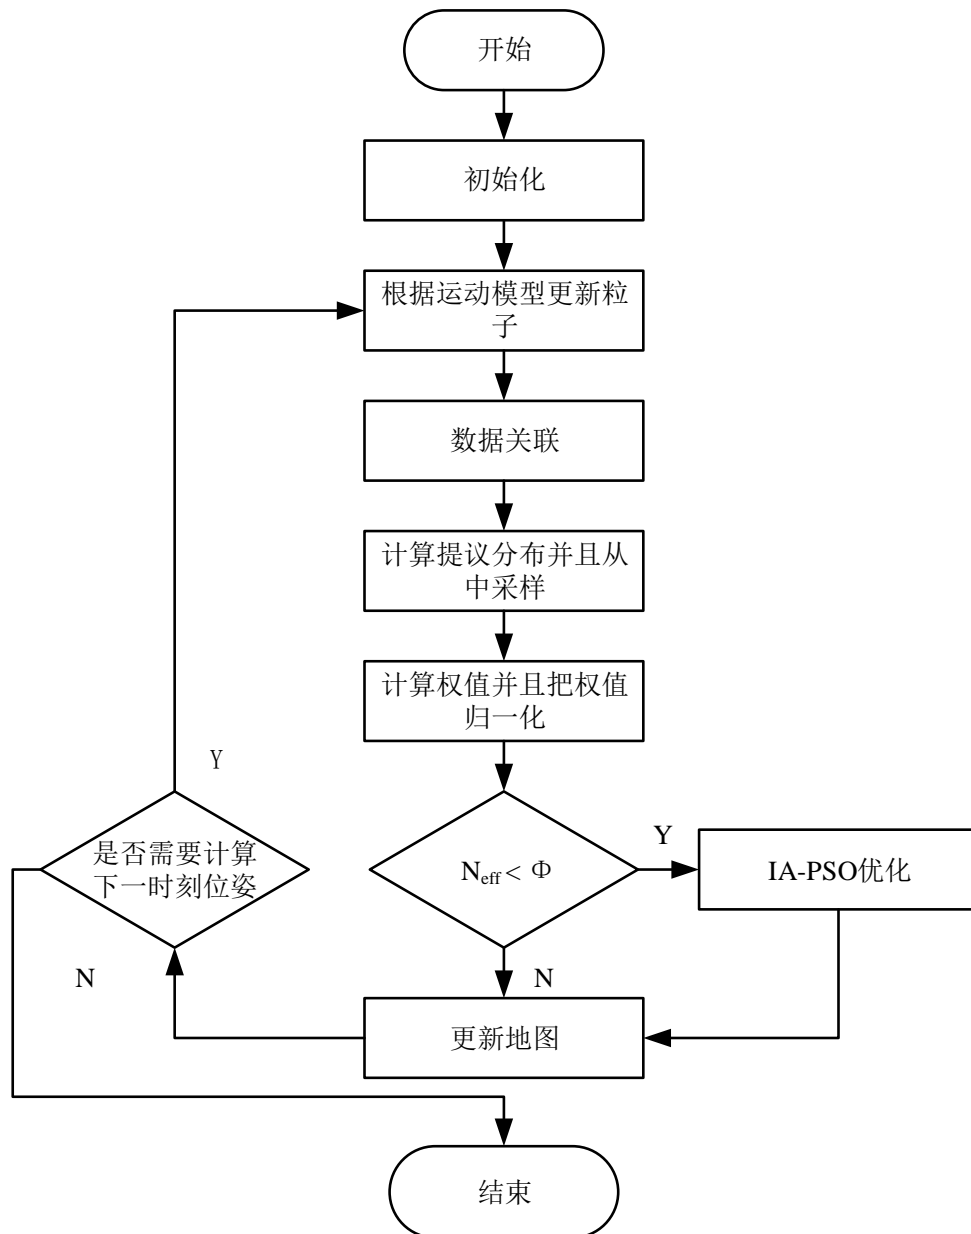 开始
初始化
根据运动模型更新粒
子
数据关联
计算提议分布并且从
中采样
计算权值并且把权值
归一化
Y
是否需要计算
下一时刻位姿
N
Neff < Φ
Y
IA-PSO优化
N
更新地图
结束